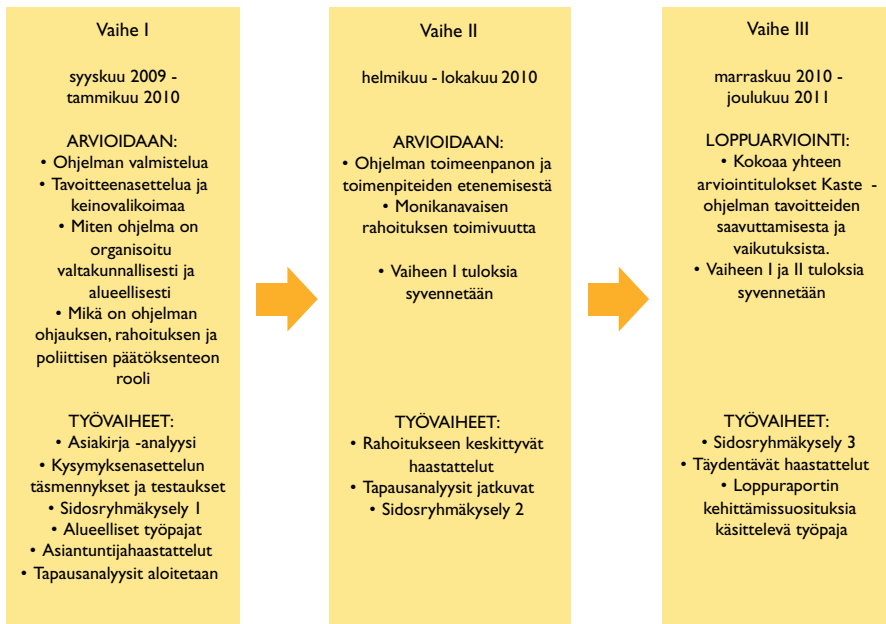 Vaihe I
syyskuu 2009 -
tammikuu 2010
ARVIOIDAAN:
• Ohjelman valmistelua
• Tavoitteenasettelua ja
keinovalikoimaa
• Miten ohjelma on
organisoitu
valtakunnallisesti ja
alueellisesti
• Mikä on ohjelman
ohjauksen, rahoituksen ja
poliittisen päätöksenteon
rooli
TYÖVAIHEET:
• Asiakirja -analyysi
• Kysymyksenasettelun
täsmennykset ja testaukset
• Sidosryhmäkysely 1
• Alueelliset työpajat
• Asiantuntijahaastattelut
• Tapausanalyysit aloitetaan
Vaihe II
helmikuu - lokakuu 2010
ARVIOIDAAN:
• Ohjelman toimeenpanon ja
toimenpiteiden etenemisestä
• Monikanavaisen
rahoituksen toimivuutta
• Vaiheen I tuloksia
syvennetään
TYÖVAIHEET:
• Rahoitukseen keskittyvät
haastattelut
• Tapausanalyysit jatkuvat
• Sidosryhmäkysely 2
Vaihe III
marraskuu 2010 -
joulukuu 2011
LOPPUARVIOINTI:
• Kokoaa yhteen
arviointitulokset Kaste -
ohjelman tavoitteiden
saavuttamisesta ja
vaikutuksista.
• Vaiheen I ja II tuloksia
syvennetään
TYÖVAIHEET:
• Sidosryhmäkysely 3
• Täydentävät haastattelut
• Loppuraportin
kehittämissuosituksia
käsittelevä työpaja